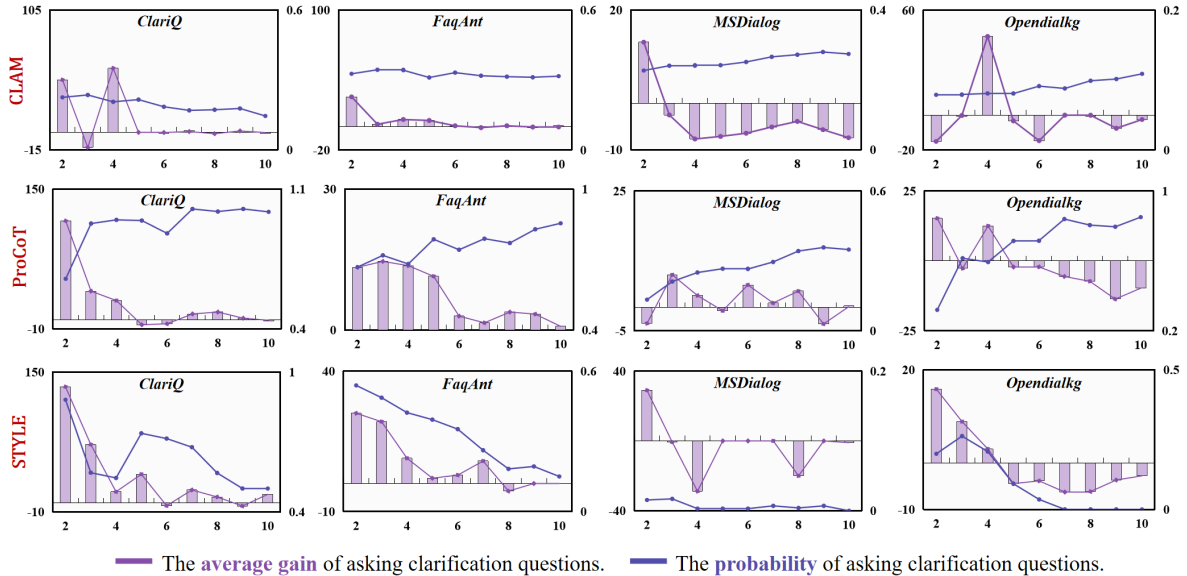 CLAM
ClariQ
105
-15
0.6
0
2 4 6 8 10
FaqAnt
100
-20
0.6
0
2 4 6 8 10
MSDialog
20
-10
0.4
0
2 4 6 8 10
Opendialkg
60
-20
0.2
0
2 4 6 8 10
ProCoT
ClariQ
150
-10
1.1
0.4
2 4 6 8 10
FaqAnt
30
0
1
0.4
2 4 6 8 10
MSDialog
25
-5
0.6
0
2 4 6 8 10
Opendialkg
25
-25
1
0.2
2 4 6 8 10
STYLE
ClariQ
150
-10
1
0.4
2 4 6 8 10
FaqAnt
40
-10
0.6
0
2 4 6 8 10
MSDialog
40
-40
0.2
0
2 4 6 8 10
Opendialkg
20
-10
0.5
0
2 4 6 8 10
The average gain of asking clarification questions.
The probability of asking clarification questions.